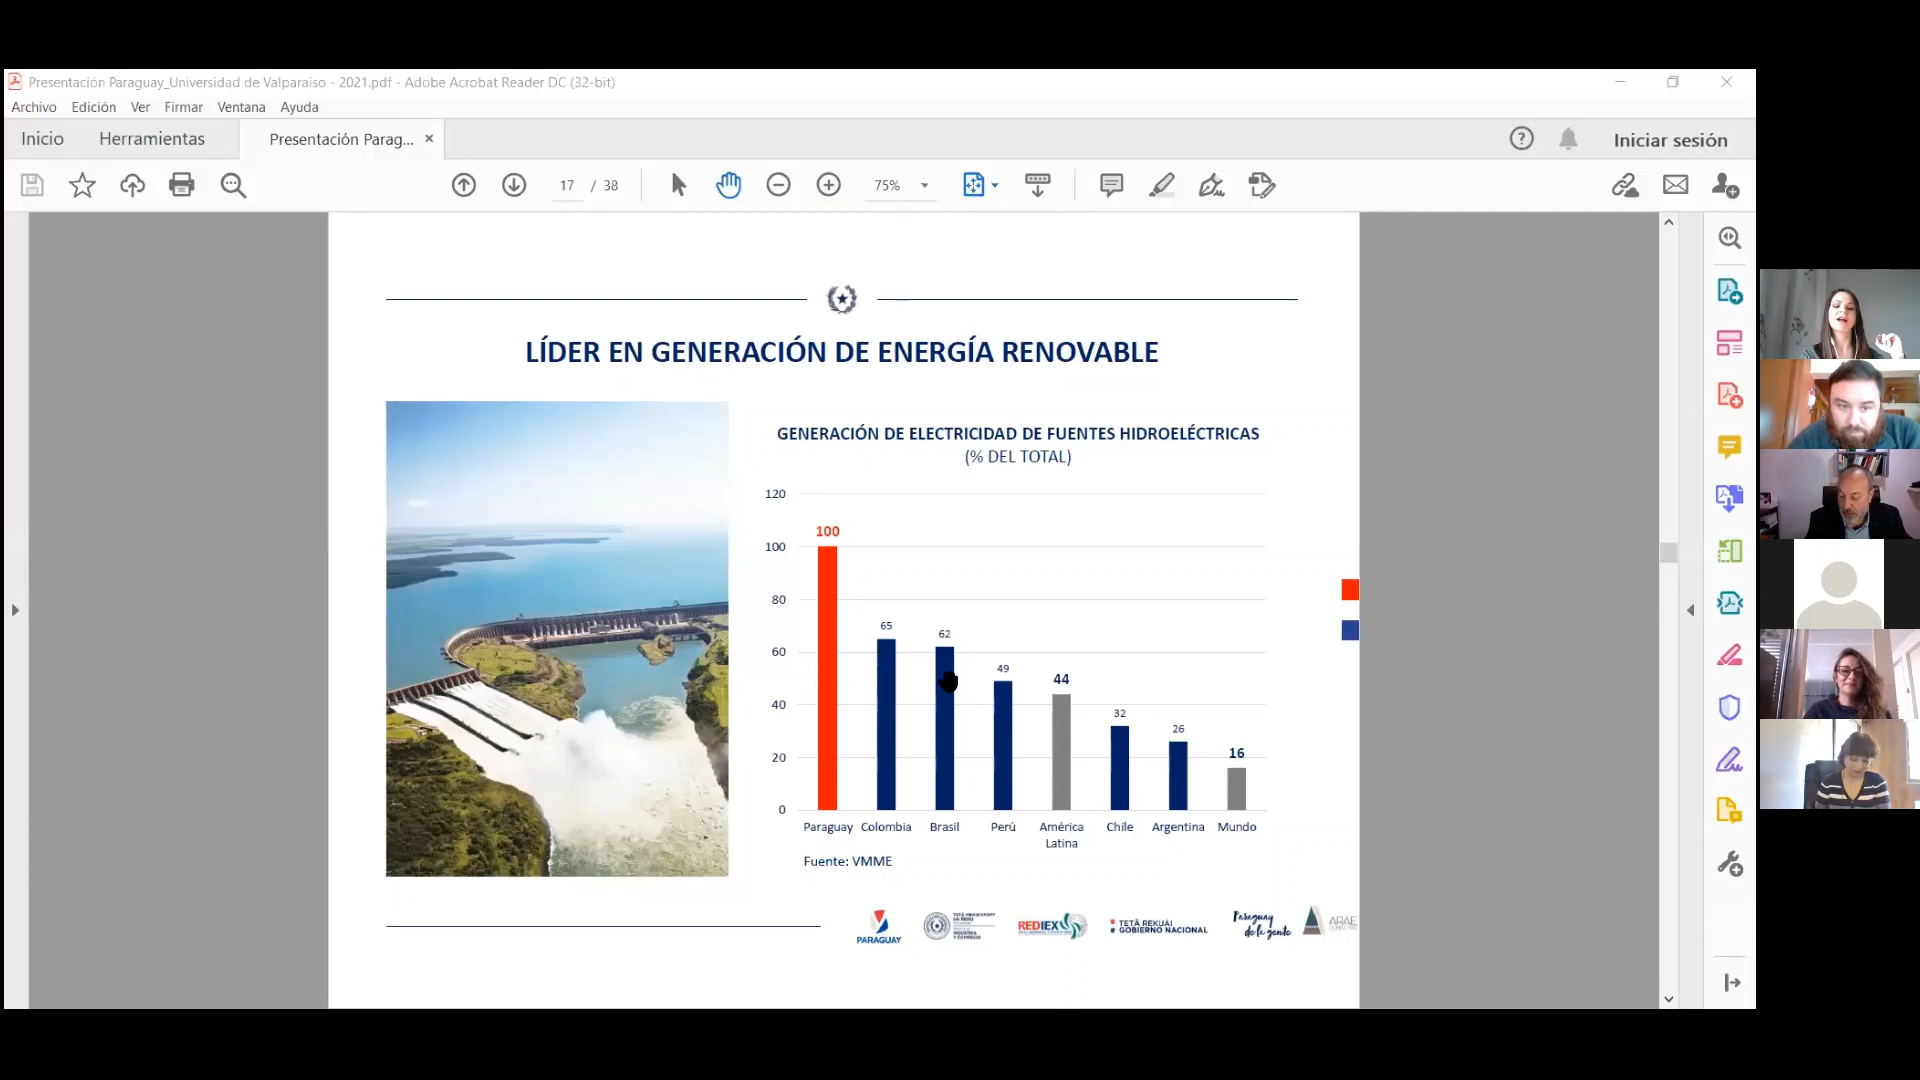 Presentación Paraguay_Universidad de Valparaiso - 2021.pdf - Adobe Acrobat Reader DC (32-bit)
Archivo Edición Ver Firmar Ventana Ayuda
Inicio Herramientas Presentación Parag... Iniciar sesión
17 / 38 75%
LÍDER EN GENERACIÓN DE ENERGÍA RENOVABLE
GENERACIÓN DE ELECTRICIDAD DE FUENTES HIDROELÉCTRICAS
(% DEL TOTAL)
120
100
80
60
40
20
0
100
65
62
49
44
32
26
16
Paraguay Colombia Brasil Perú América Latina Chile Argentina Mundo
Fuente: VMME
PARAGUAY
REDIEX
TETÃ REKUÁI
GOBIERNO NACIONAL
Paraguay
de la gente